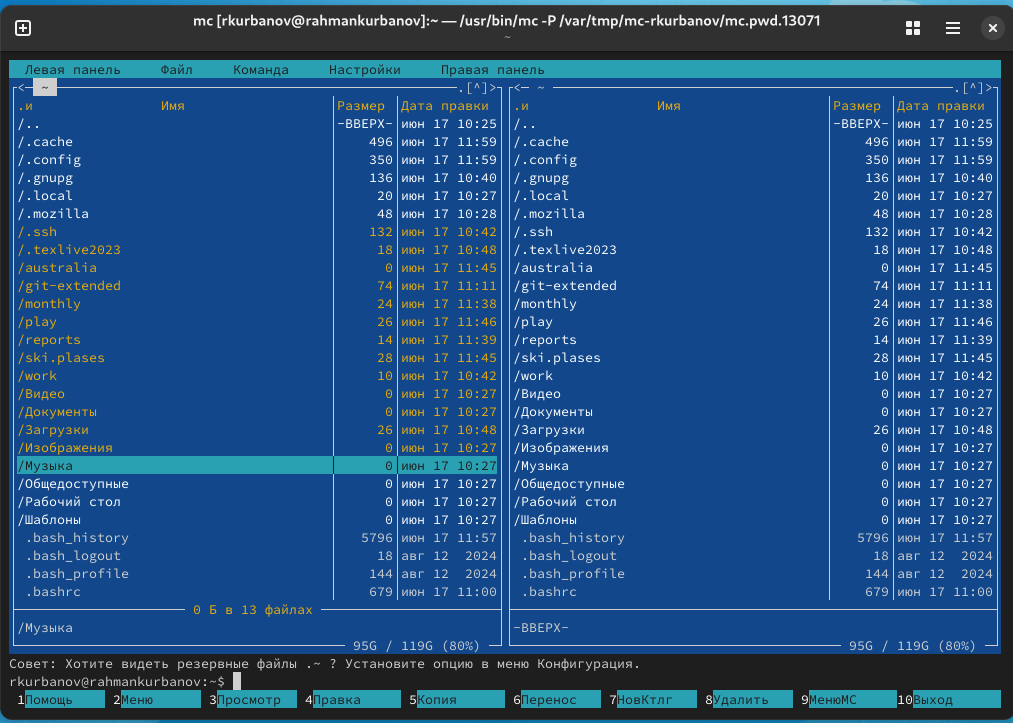 mc [rkurbanov@rahmankurbanov]:~ — /usr/bin/mc -P /var/tmp/mc-rkurbanov/mc.pwd.13071
~
Левая панель Файл Команда Настройки Правая панель
<— ~ .[^]> <— ~ .[^]>
.и Имя Размер Дата правки .и Имя Размер Дата правки
/.. -ВВЕРХ- июн 17 10:25 /.. -ВВЕРХ- июн 17 10:25
/.cache 496 июн 17 11:59 /.cache 496 июн 17 11:59
/.config 350 июн 17 11:59 /.config 350 июн 17 11:59
/.gnupg 136 июн 17 10:40 /.gnupg 136 июн 17 10:40
/.local 20 июн 17 10:27 /.local 20 июн 17 10:27
/.mozilla 48 июн 17 10:28 /.mozilla 48 июн 17 10:28
/.ssh 132 июн 17 10:42 /.ssh 132 июн 17 10:42
/.texlive2023 18 июн 17 10:48 /.texlive2023 18 июн 17 10:48
/australia 0 июн 17 11:45 /australia 0 июн 17 11:45
/git-extended 74 июн 17 11:11 /git-extended 74 июн 17 11:11
/monthly 24 июн 17 11:38 /monthly 24 июн 17 11:38
/play 26 июн 17 11:46 /play 26 июн 17 11:46
/reports 14 июн 17 11:39 /reports 14 июн 17 11:39
/ski.plases 28 июн 17 11:45 /ski.plases 28 июн 17 11:45
/work 10 июн 17 10:42 /work 10 июн 17 10:42
/Видео 0 июн 17 10:27 /Видео 0 июн 17 10:27
/Документы 0 июн 17 10:27 /Документы 0 июн 17 10:27
/Загрузки 26 июн 17 10:48 /Загрузки 26 июн 17 10:48
/Изображения 0 июн 17 10:27 /Изображения 0 июн 17 10:27
/Музыка 0 июн 17 10:27 /Музыка 0 июн 17 10:27
/Общедоступные 0 июн 17 10:27 /Общедоступные 0 июн 17 10:27
/Рабочий стол 0 июн 17 10:27 /Рабочий стол 0 июн 17 10:27
/Шаблоны 0 июн 17 10:27 /Шаблоны 0 июн 17 10:27
.bash_history 5796 июн 17 11:57 .bash_history 5796 июн 17 11:57
.bash_logout 18 авг 12 2024 .bash_logout 18 авг 12 2024
.bash_profile 144 авг 12 2024 .bash_profile 144 авг 12 2024
.bashrc 679 июн 17 11:00 .bashrc 679 июн 17 11:00
0 Б в 13 файлах
/Музыка -ВВЕРХ-
95G / 119G (80%) 95G / 119G (80%)
Совет: Хотите видеть резервные файлы .~ ? Установите опцию в меню Конфигурация.
rkurbanov@rahmankurbanov:~$
1Помощь 2Меню 3Просмотр 4Правка 5Копия 6Перенос 7НовКтлг 8Удалить 9МенюМС 10Выход